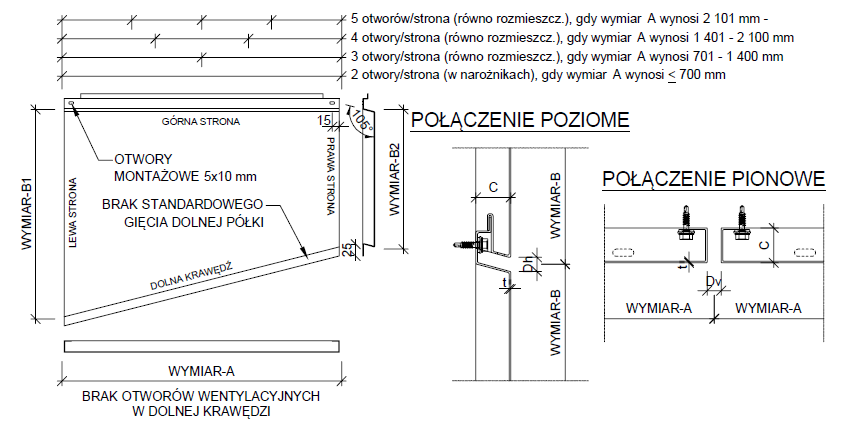 5 otworów/strona (równo rozmieszcz.), gdy wymiar A wynosi 2 101 mm -
4 otwory/strona (równo rozmieszcz.), gdy wymiar A wynosi 1 401 - 2 100 mm
3 otwory/strona (równo rozmieszcz.), gdy wymiar A wynosi 701 - 1 400 mm
2 otwory/strona (w narożnikach), gdy wymiar A wynosi ≤ 700 mm
GÓRNA STRONA
15
105°
OTWORY
MONTAŻOWE 5x10 mm
BRAK STANDARDOWEGO
GIĘCIA DOLNEJ PÓŁKI
LEWA STRONA
PRAWA STRONA
WYMIAR-B1
WYMIAR-B2
25
DOLNA KRAWĘDŹ
WYMIAR-A
BRAK OTWORÓW WENTYLACYJNYCH
W DOLNEJ KRAWĘDZI
POŁĄCZENIE POZIOME
C
WYMIAR-B
Dh
t
WYMIAR-B
POŁĄCZENIE PIONOWE
C
t
Dv
WYMIAR-A
WYMIAR-A